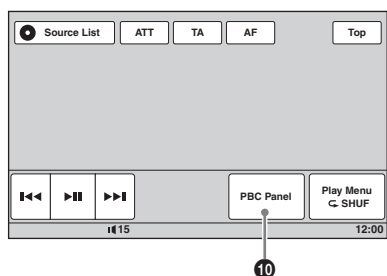 Source List ATT TA AF Top
PBC Panel
Play Menu
SHUF
15 12:00
10